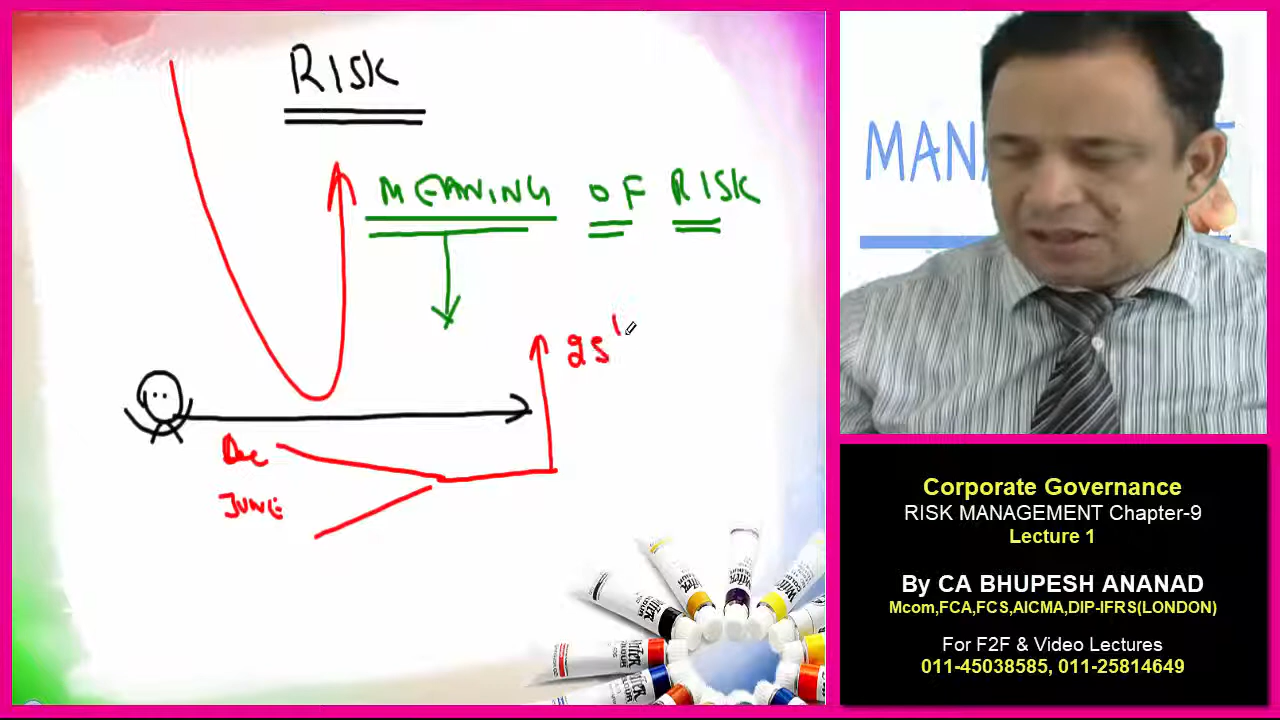 RISK
MEANING OF RISK
25
Dec
JUNE
MANA
Corporate Governance
RISK MANAGEMENT Chapter-9
Lecture 1
By CA BHUPESH ANANAD
Mcom,FCA,FCS,AICMA,DIP-IFRS(LONDON)
For F2F & Video Lectures
011-45038585, 011-25814649